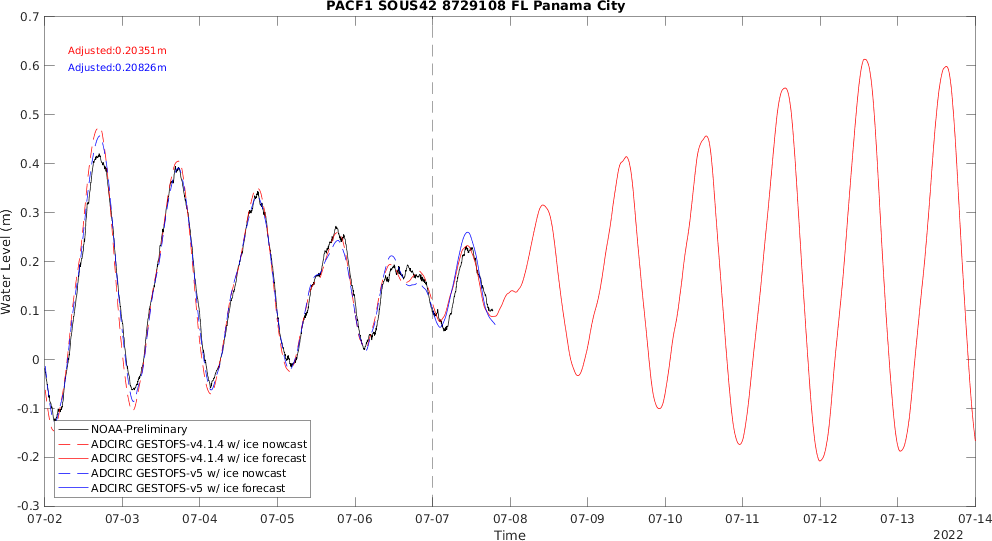 PACF1 SOUS42 8729108 FL Panama City
0.7
0.6
0.5
0.4
0.3
0.2
0.1
0
-0.1
-0.2
-0.3
Water Level (m)
Adjusted:0.20351m
Adjusted:0.20826m
NOAA-Preliminary
ADCIRC GESTOFS-v4.1.4 w/ ice nowcast
ADCIRC GESTOFS-v4.1.4 w/ ice forecast
ADCIRC GESTOFS-v5 w/ ice nowcast
ADCIRC GESTOFS-v5 w/ ice forecast
07-02 07-03 07-04 07-05 07-06 07-07 07-08 07-09 07-10 07-11 07-12 07-13 07-14
Time
2022